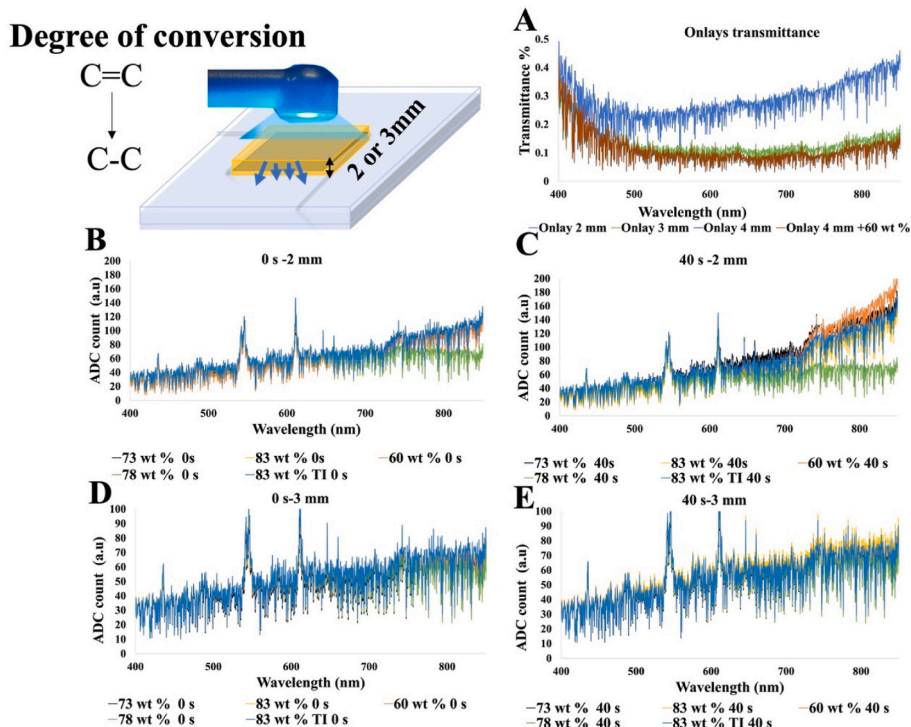 Degree of conversion
C=C
C-C
2 or 3mm
A
Onlays transmittance
Transmittance %
0.5
0.4
0.3
0.2
0.1
0
400 500 600 700 800
Wavelength (nm)
Onlay 2 mm Onlay 3 mm Onlay 4 mm Onlay 4 mm +60 wt %
B
0 s -2 mm
ADC count (a.u)
200
180
160
140
120
100
80
60
40
20
0
400 500 600 700 800
Wavelength (nm)
73 wt % 0s 83 wt % 0s 60 wt % 0 s
78 wt % 0 s 83 wt % TI 0 s
C
40 s-2 mm
ADC count (a.u)
200
180
160
140
120
100
80
60
40
20
0
400 500 600 700 800
Wavelength (nm)
73 wt % 40s 83 wt % 40s 60 wt % 40 s
78 wt % 40 s 83 wt % TI 40 s
D
0 s-3 mm
ADC count (a.u)
100
90
80
70
60
50
40
30
20
10
0
400 500 600 700 800
Wavelength (nm)
73 wt % 0 s 83 wt % 0 s 60 wt % 0 s
78 wt % 0 s 83 wt % TI 0 s
E
40 s-3 mm
ADC count (a.u)
100
90
80
70
60
50
40
30
20
10
0
400 500 600 700 800
Wavelength (nm)
73 wt % 40 s 83 wt % 40 s 60 wt % 40 s
78 wt % 40 s 83 wt % TI 40 s